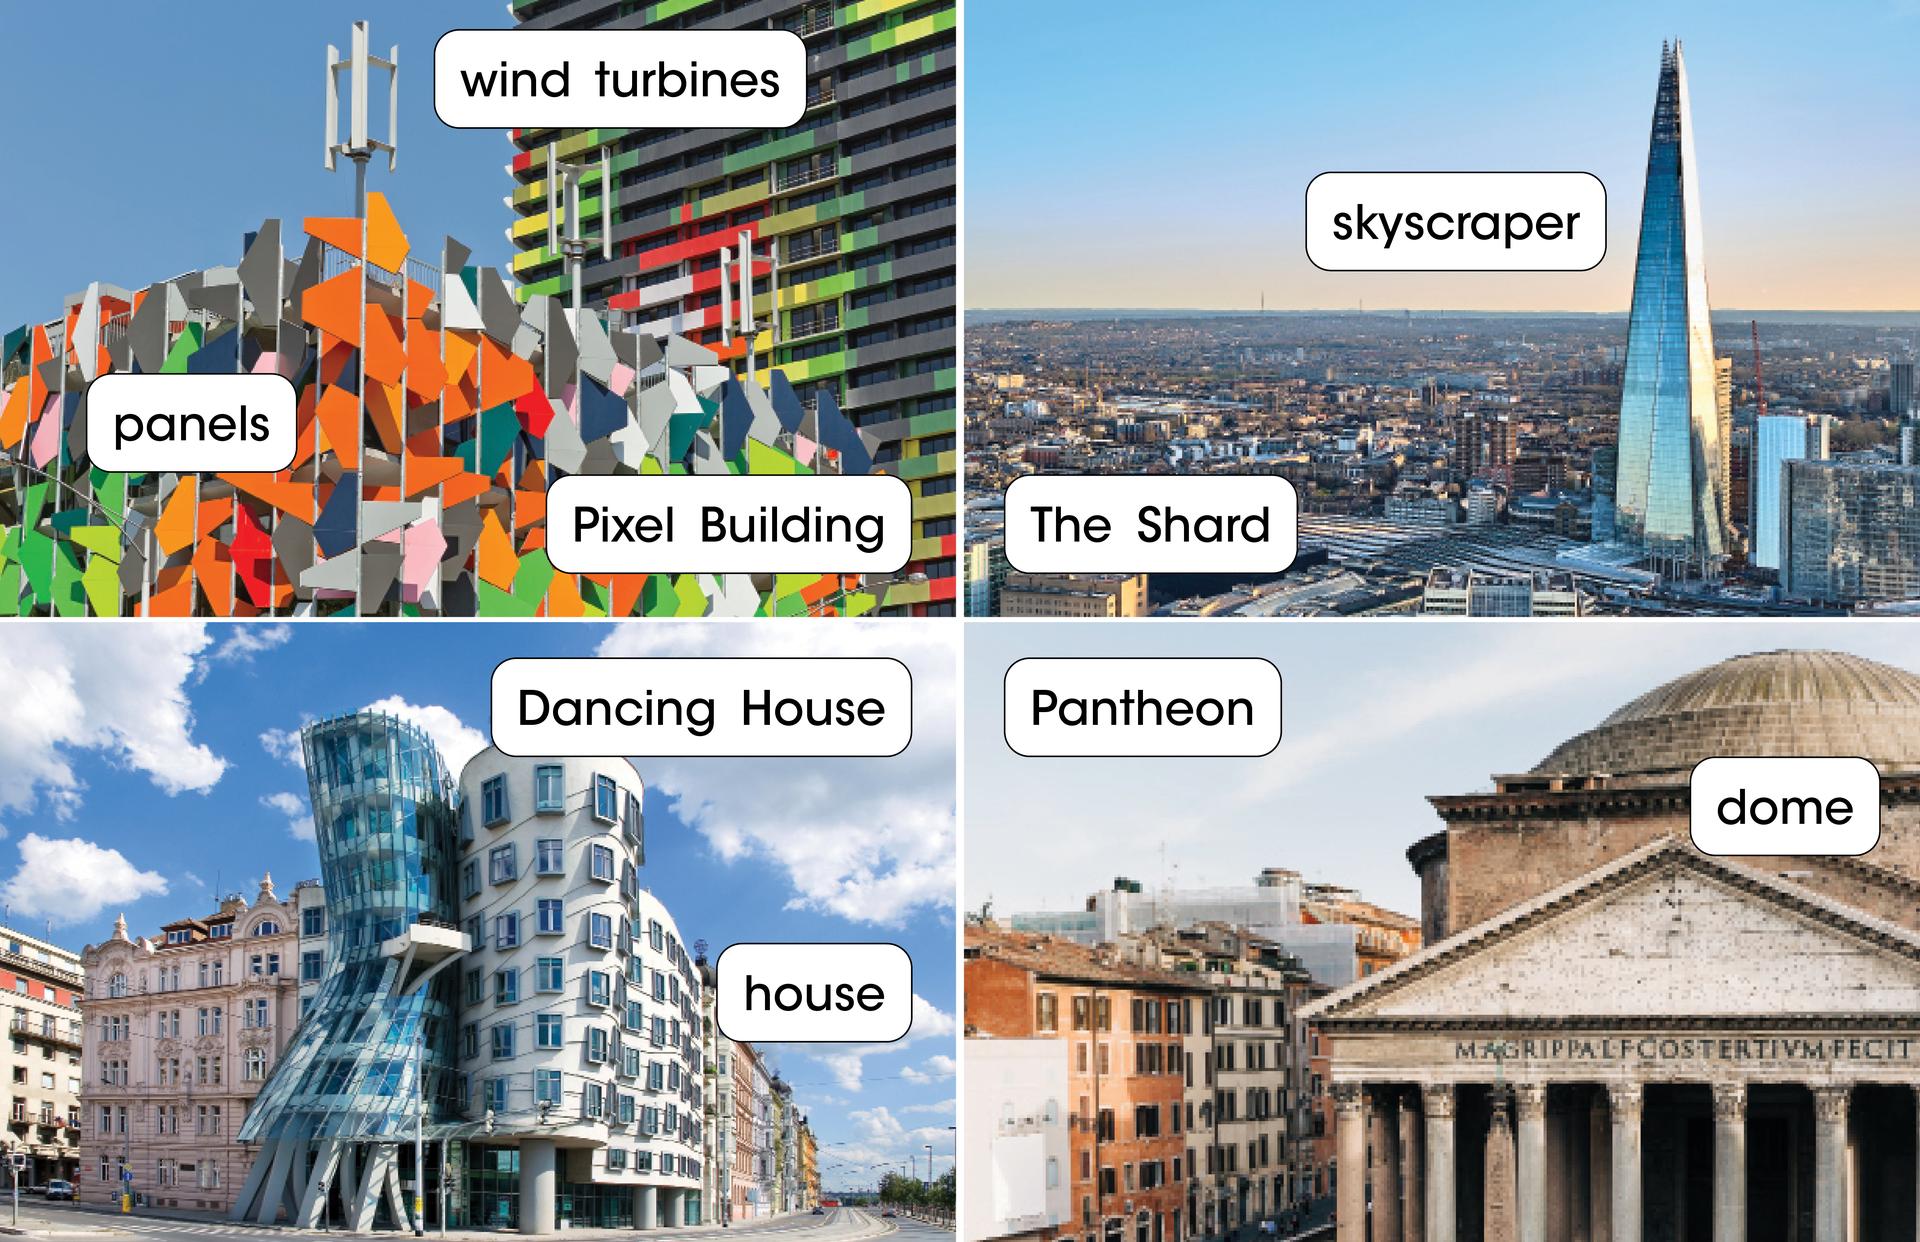 wind turbines
panels
Pixel Building
skyscraper
The Shard
Dancing House
house
Pantheon
dome
M·AGRIPPA·L·F·COS·TERTIVM·FECIT